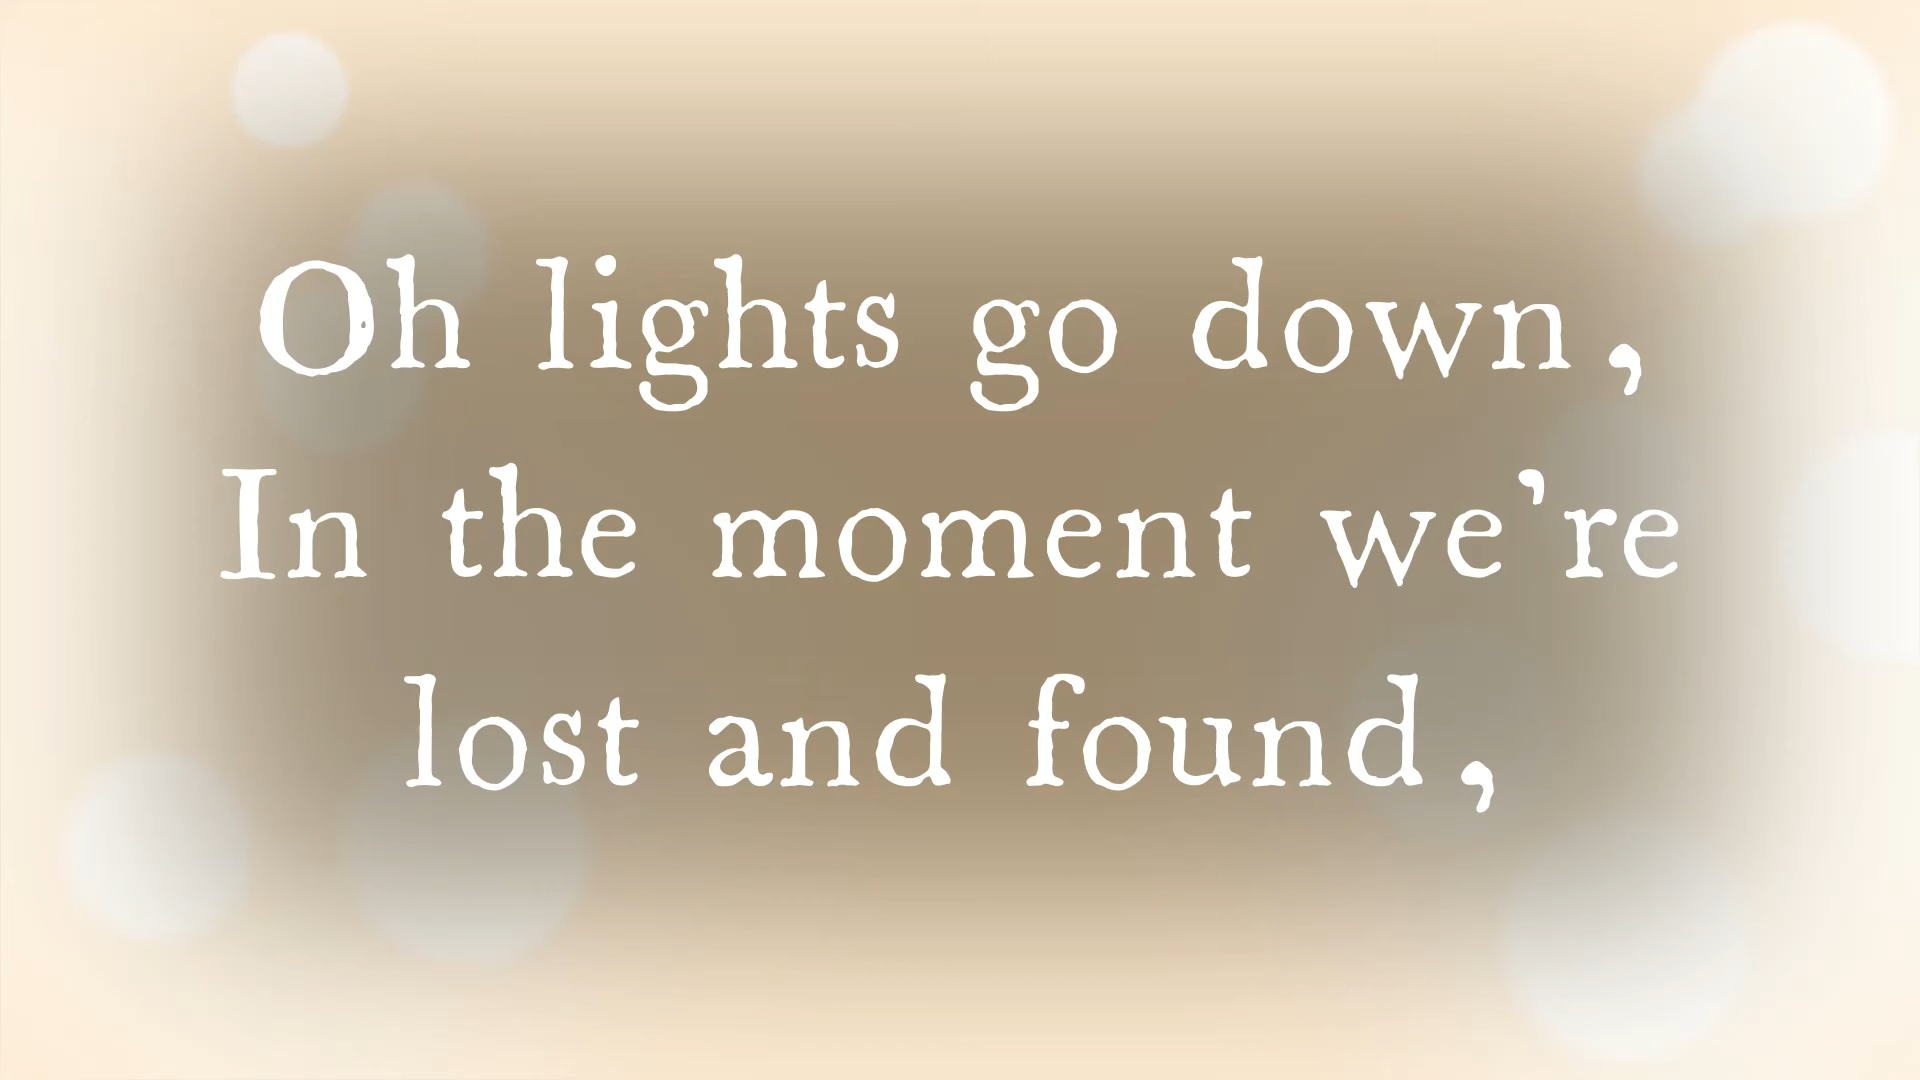 Oh lights go down,
In the moment we're
lost and found,